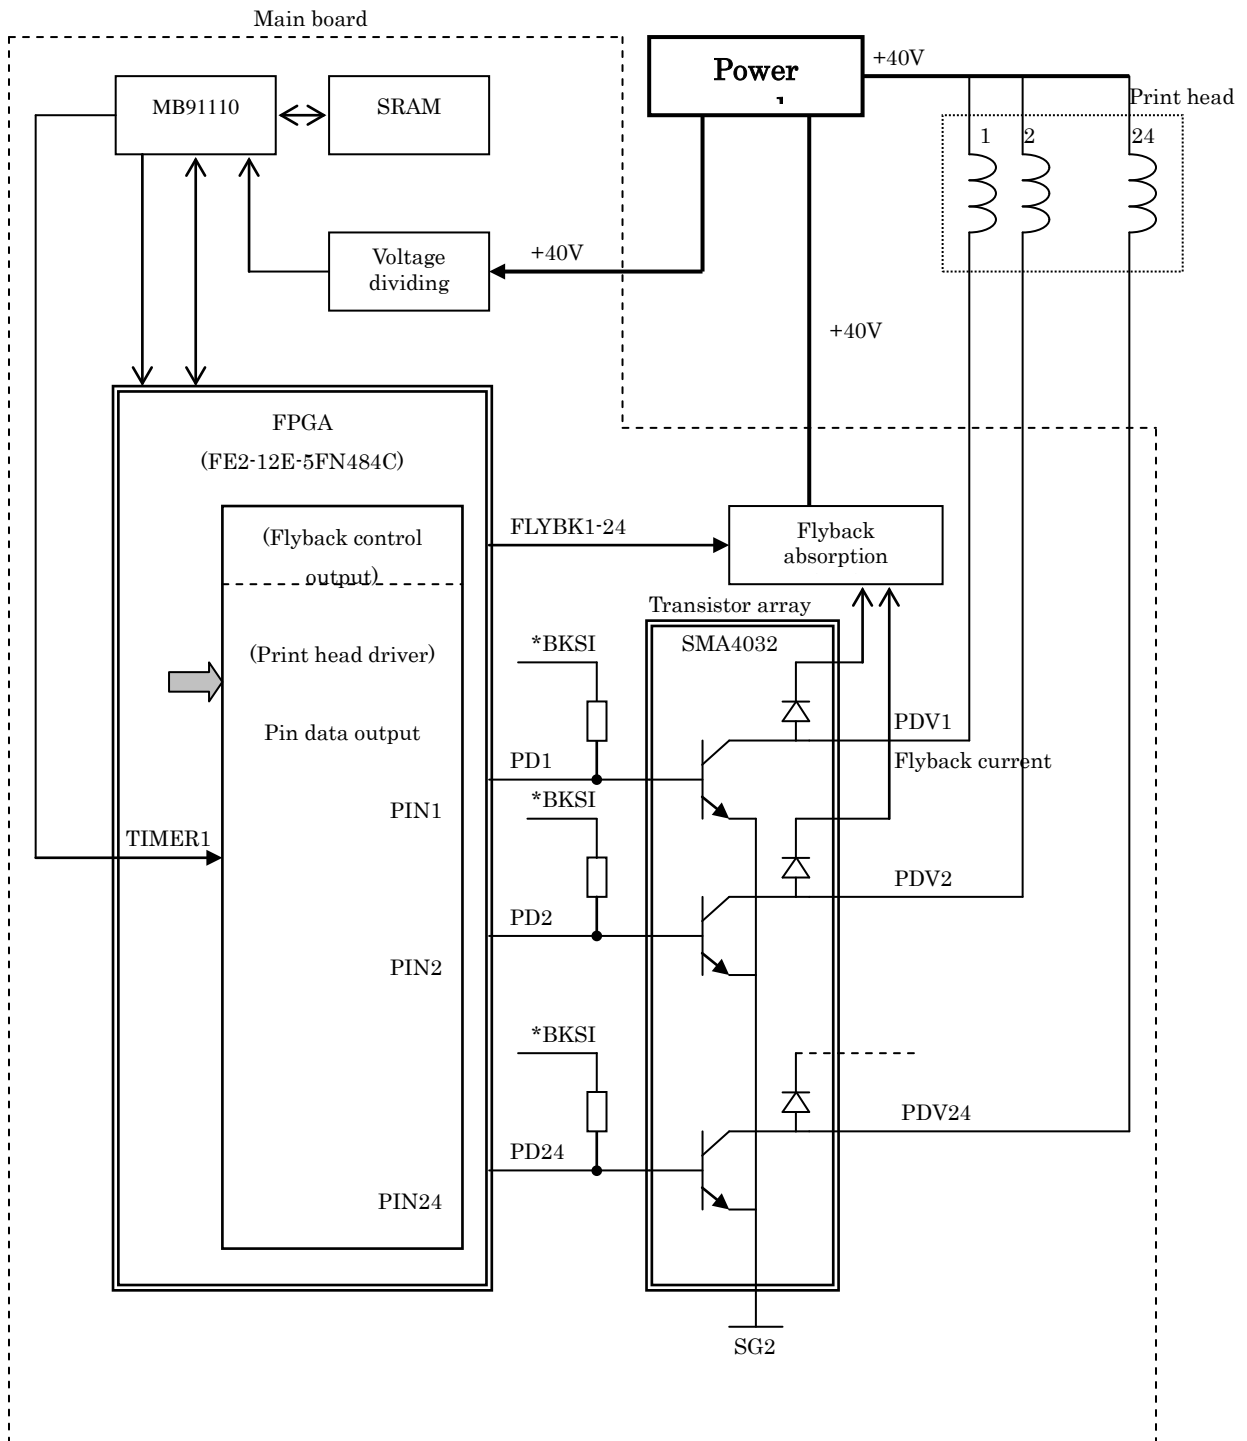 Main board
Power
+40V
Print head
MB91110
SRAM
1
2
24
Voltage
dividing
+40V
+40V
FPGA
(FE2-12E-5FN484C)
(Flyback control
output)
FLYBK1-24
Flyback
absorption
Transistor array
SMA4032
*BKSI
(Print head driver)
Pin data output
PDV1
Flyback current
PD1
*BKSI
PIN1
TIMER1
PDV2
PD2
PIN2
*BKSI
PDV24
PD24
PIN24
SG2